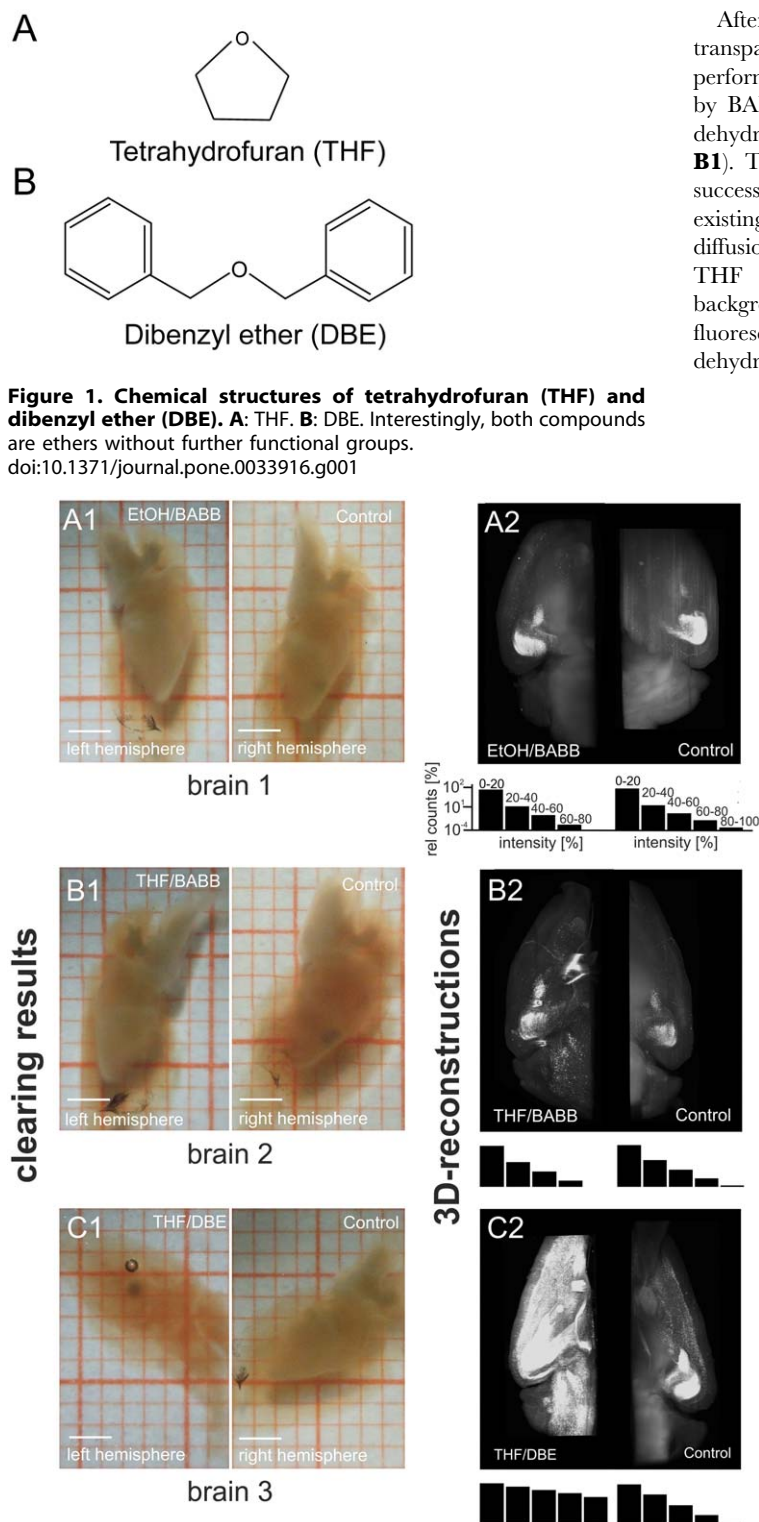 A
O
Tetrahydrofuran (THF)
B
O
Dibenzyl ether (DBE)
Figure 1. Chemical structures of tetrahydrofuran (THF) and
dibenzyl ether (DBE). A: THF. B: DBE. Interestingly, both compounds
are ethers without further functional groups.
doi:10.1371/journal.pone.0033916.g001
After
transpa
perform
by BA
dehydr
B1). T
success
existing
diffusio
THF
backgr
fluoresc
dehydr
clearing results
A1
EtOH/BABB
Control
left hemisphere
right hemisphere
brain 1
B1
THF/BABB
Control
left hemisphere
right hemisphere
brain 2
C1
THF/DBE
Control
left hemisphere
right hemisphere
brain 3
3D-reconstructions
A2
EtOH/BABB
Control
rel counts [%]
10² 
10¹
10⁻⁴
0-20
20-40
40-60
60-80
0-20
20-40
40-60
60-80
80-100
intensity [%]
intensity [%]
B2
THF/BABB
Control
C2
THF/DBE
Control